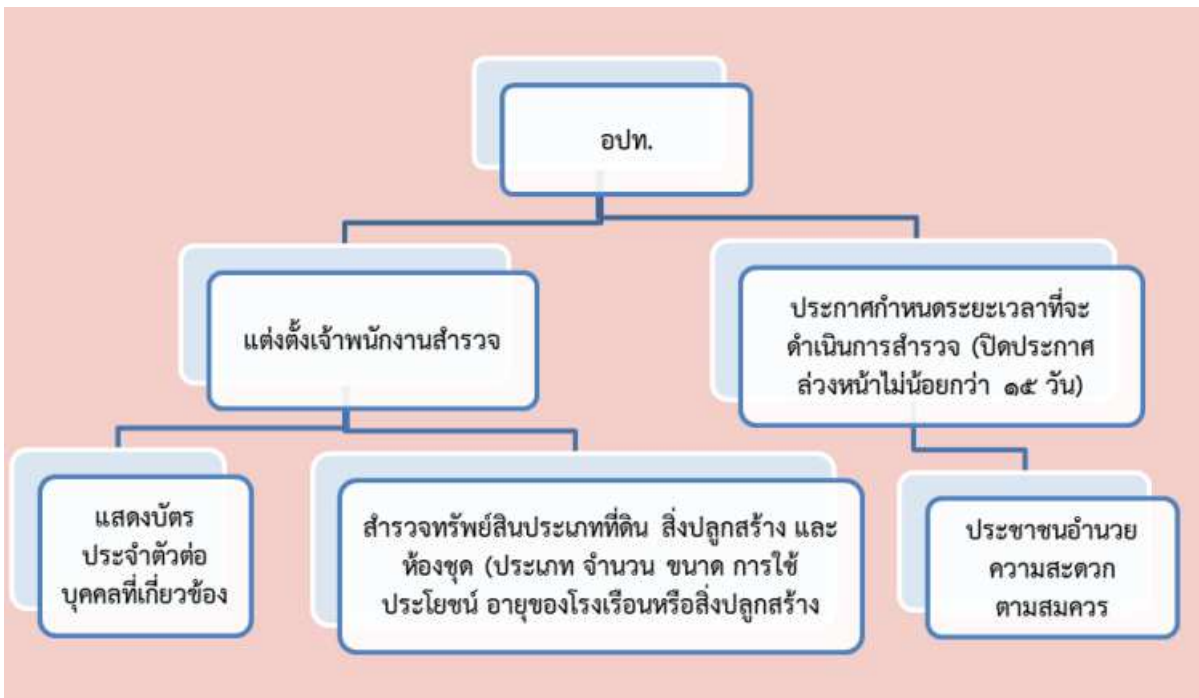 อปท.
แต่งตั้งเจ้าพนักงานสำรวจ
ประกาศกำหนดระยะเวลาที่จะ
ดำเนินการสำรวจ (ปิดประกาศ
ล่วงหน้าไม่น้อยกว่า ๑๕ วัน)
แสดงบัตร
ประจำตัวต่อ
บุคคลที่เกี่ยวข้อง
สำรวจทรัพย์สินประเภทที่ดิน สิ่งปลูกสร้าง และ
ห้องชุด (ประเภท จำนวน ขนาด การใช้
ประโยชน์ อายุของโรงเรือนหรือสิ่งปลูกสร้าง
ประชาชนอำนวย
ความสะดวก
ตามสมควร